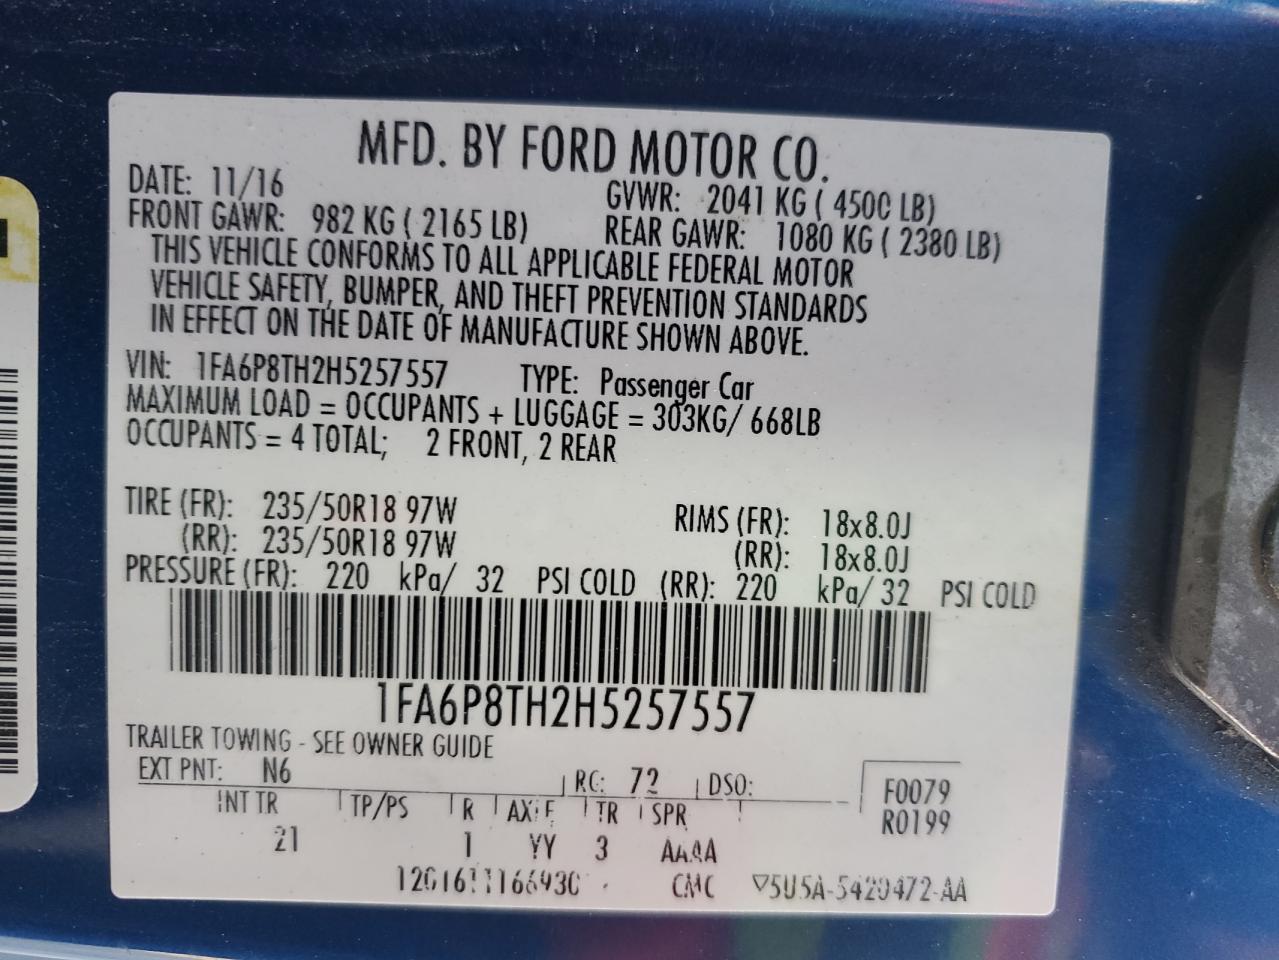 MFD. BY FORD MOTOR CO.
DATE: 11/16 GVWR: 2041 KG ( 4500 LB)
FRONT GAWR: 982 KG ( 2165 LB) REAR GAWR: 1080 KG ( 2380 LB)
THIS VEHICLE CONFORMS TO ALL APPLICABLE FEDERAL MOTOR
VEHICLE SAFETY, BUMPER, AND THEFT PREVENTION STANDARDS
IN EFFECT ON THE DATE OF MANUFACTURE SHOWN ABOVE.
VIN: 1FA6P8TH2H5257557 TYPE: Passenger Car
MAXIMUM LOAD = OCCUPANTS + LUGGAGE = 303KG/ 668LB
OCCUPANTS = 4 TOTAL; 2 FRONT, 2 REAR
TIRE (FR): 235/50R18 97W RIMS (FR): 18x8.0J
(RR): 235/50R18 97W (RR): 18x8.0J
PRESSURE (FR): 220 kPa/ 32 PSI COLD (RR): 220 kPa/ 32 PSI COLD
1FA6P8TH2H5257557
TRAILER TOWING - SEE OWNER GUIDE
EXT PNT: N6 RC: 72 DSO: F0079
INT TR TP/PS R AXLE TR SPR R0199
21 1 YY 3 AAAA
CMC ▽5U5A-5420472-AA